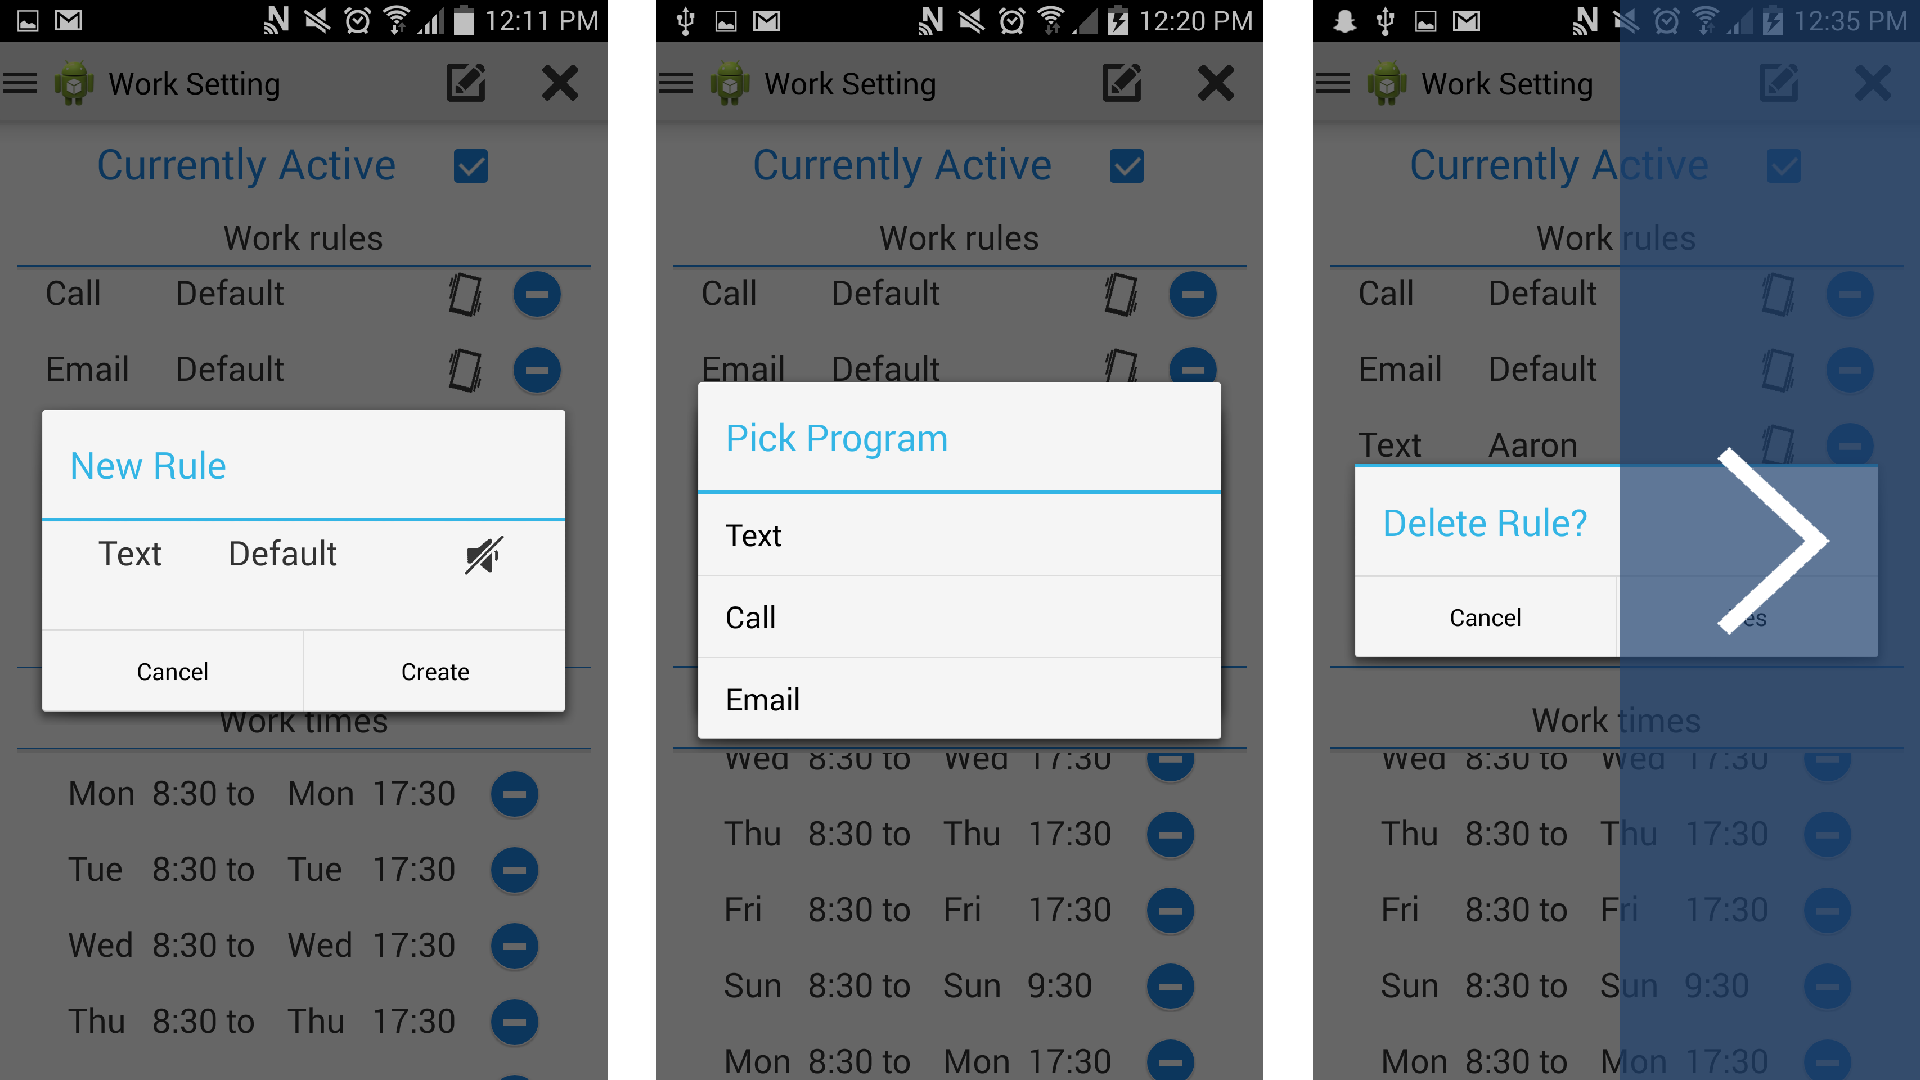 12:11 PM
Work Setting
Currently Active
Work rules
Call Default
Email Default
New Rule
Text Default
Cancel Create
Work times
Mon 8:30 to Mon 17:30
Tue 8:30 to Tue 17:30
Wed 8:30 to Wed 17:30
Thu 8:30 to Thu 17:30
12:20 PM
Work Setting
Currently Active
Work rules
Call Default
Email Default
Pick Program
Text
Call
Email
Wed 8:30 to Wed 17:30
Thu 8:30 to Thu 17:30
Fri 8:30 to Fri 17:30
Sun 8:30 to Sun 9:30
Mon 8:30 to Mon 17:30
12:35 PM
Work Setting
Currently Active
Work rules
Call Default
Email Default
Text Aaron
Delete Rule?
Cancel
Work times
Wed 8:30 to Wed 17:30
Thu 8:30 to Thu 17:30
Fri 8:30 to Fri 17:30
Sun 8:30 to Sun 9:30
Mon 8:30 to Mon 17:30